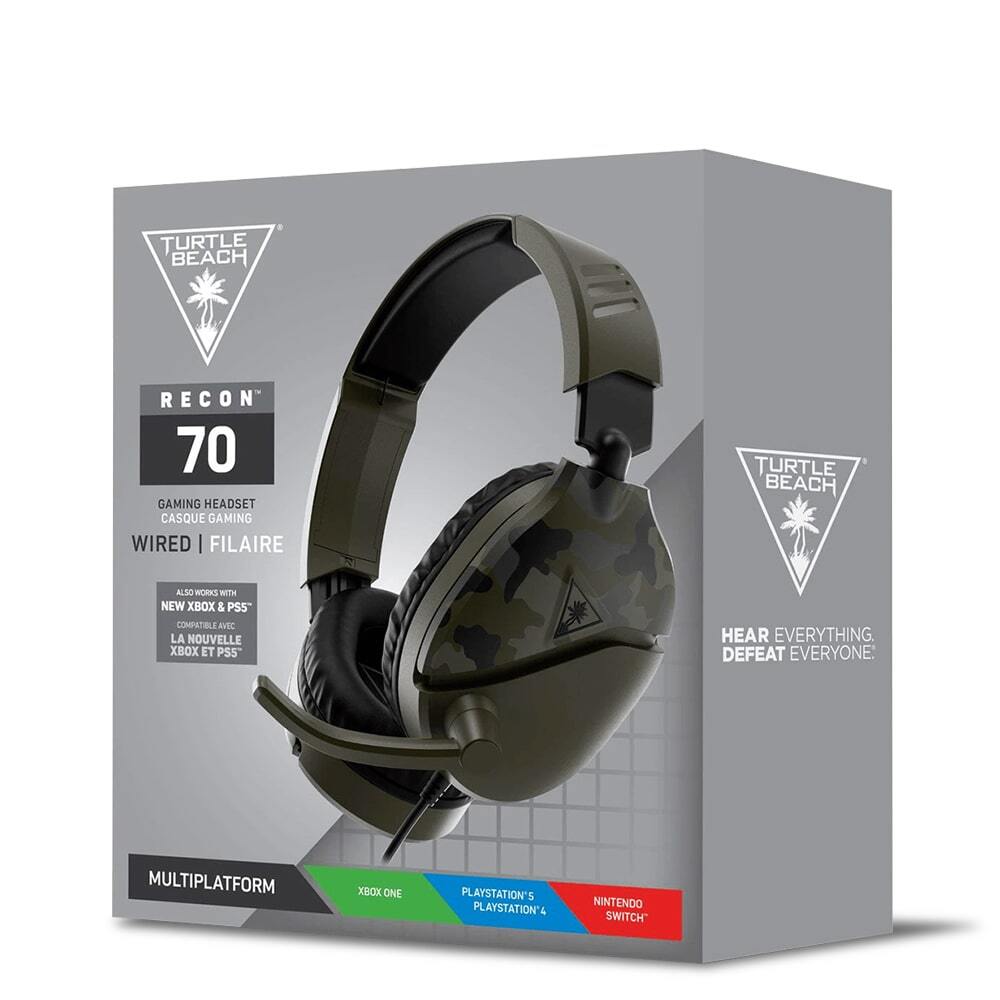 TURTLE
BEACH®
RECON™
70
GAMING HEADSET
CASQUE GAMING
WIRED | FILAIRE
ALSO WORKS WITH
NEW XBOX & PS5™
COMPATIBLE AVEC
LA NOUVELLE
XBOX ET PS5™
MULTIPLATFORM
XBOX ONE
PLAYSTATION®5
PLAYSTATION®4
NINTENDO
SWITCH™
TURTLE
BEACH®
HEAR EVERYTHING.
DEFEAT EVERYONE.®